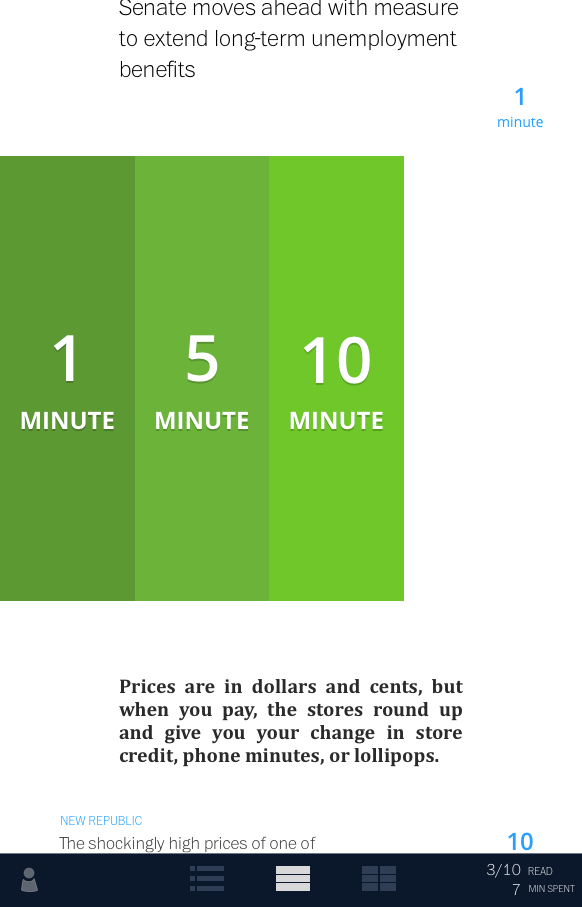 Senate moves ahead with measure
to extend long-term unemployment
benefits
1
minute
1
MINUTE
5
MINUTE
10
MINUTE
Prices are in dollars and cents, but
when you pay, the stores round up
and give you your change in store
credit, phone minutes, or lollipops.
NEW REPUBLIC
The shockingly high prices of one of
10
3/10 READ
7 MIN SPENT